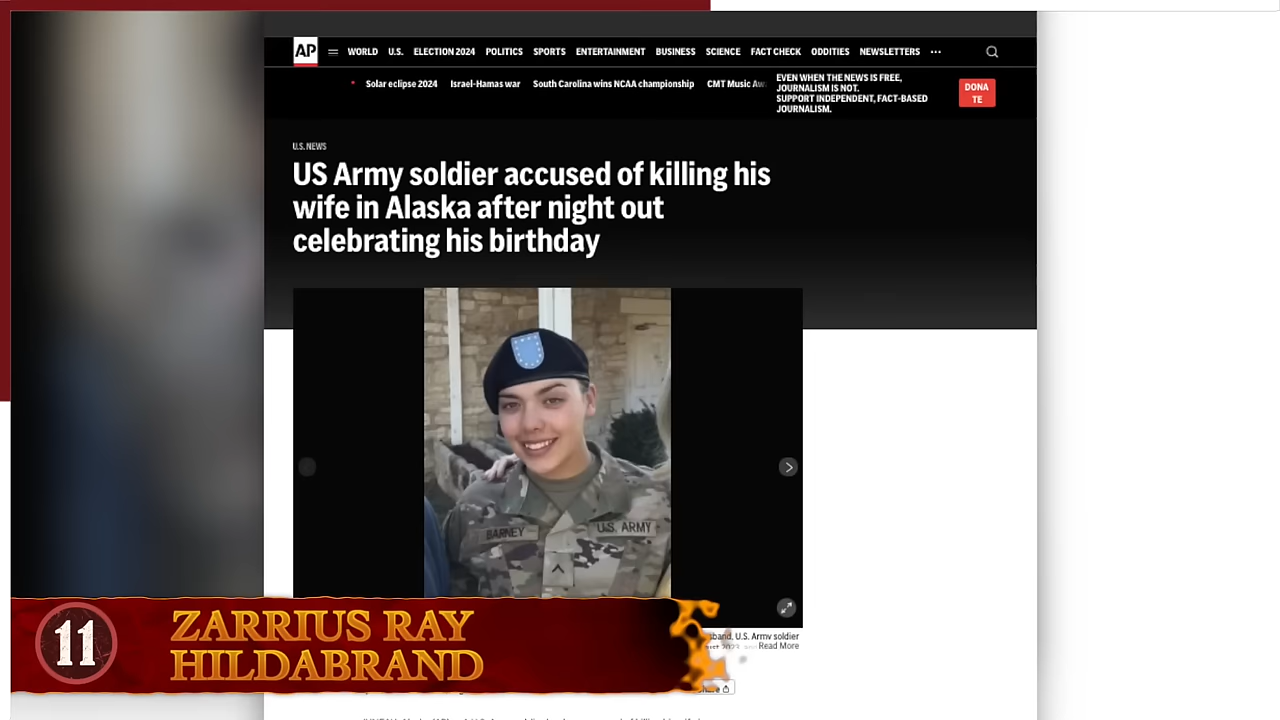 AP
WORLD U.S. ELECTION 2024 POLITICS SPORTS ENTERTAINMENT BUSINESS SCIENCE FACT CHECK ODDITIES NEWSLETTERS ...
Solar eclipse 2024 Israel-Hamas war South Carolina wins NCAA championship CMT Music
EVEN WHEN THE NEWS IS FREE,
JOURNALISM IS NOT.
SUPPORT INDEPENDENT, FACT-BASED
JOURNALISM.
DONA
TE
U.S. NEWS
US Army soldier accused of killing his
wife in Alaska after night out
celebrating his birthday
BARNEY
U.S. ARMY
U.S. Army soldier
Read More
11
ZARRIUS RAY
HILDABRAND